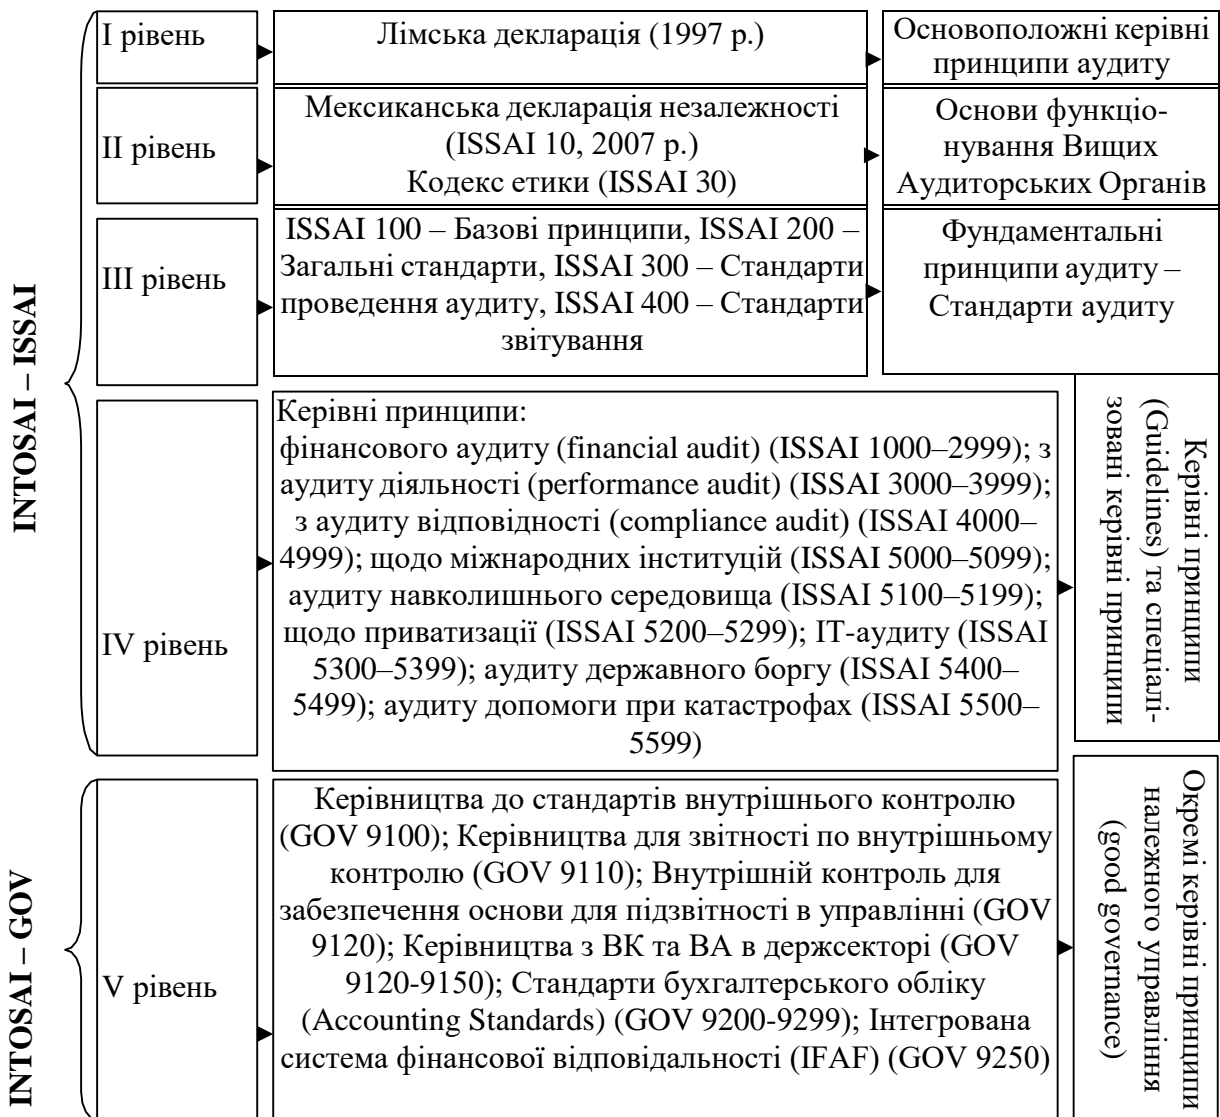 INTOSAI – ISSAI
I рівень
Лімська декларація (1997 р.)
Основоположні керівні
принципи аудиту
II рівень
Мексиканська декларація незалежності
(ISSAI 10, 2007 р.)
Кодекс етики (ISSAI 30)
Основи функціо-
нування Вищих
Аудиторських Органів
III рівень
ISSAI 100 – Базові принципи, ISSAI 200 –
Загальні стандарти, ISSAI 300 – Стандарти
проведення аудиту, ISSAI 400 – Стандарти
звітування
Фундаментальні
принципи аудиту –
Стандарти аудиту
IV рівень
Керівні принципи:
фінансового аудиту (financial audit) (ISSAI 1000–2999); з
аудиту діяльності (performance audit) (ISSAI 3000–3999);
з аудиту відповідності (compliance audit) (ISSAI 4000–
4999); щодо міжнародних інституцій (ISSAI 5000–5099);
аудиту навколишнього середовища (ISSAI 5100–5199);
щодо приватизації (ISSAI 5200–5299); ІТ-аудиту (ISSAI
5300–5399); аудиту державного боргу (ISSAI 5400–
5499); аудиту допомоги при катастрофах (ISSAI 5500–
5599)
Керівні принципи
(Guidelines) та спеціалі-
зовані керівні принципи
INTOSAI – GOV
V рівень
Керівництва до стандартів внутрішнього контролю
(GOV 9100); Керівництва для звітності по внутрішньому
контролю (GOV 9110); Внутрішній контроль для
забезпечення основи для підзвітності в управлінні (GOV
9120); Керівництва з ВК та ВА в держсекторі (GOV
9120-9150); Стандарти бухгалтерського обліку
(Accounting Standards) (GOV 9200-9299); Інтегрована
система фінансової відповідальності (IFAF) (GOV 9250)
Окремі керівні принципи
належного управління
(good governance)